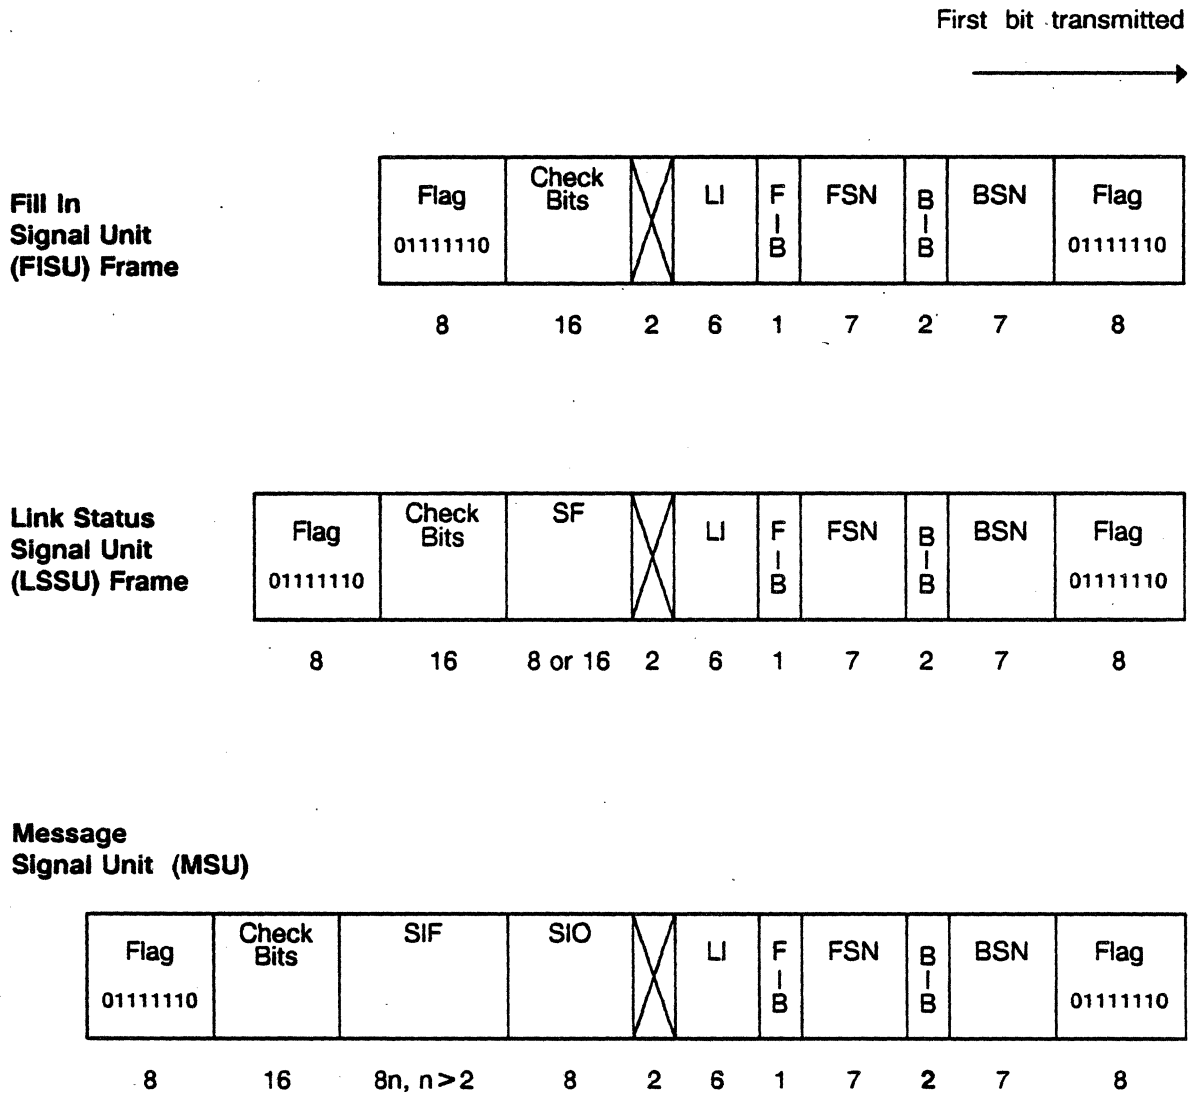 First bit transmitted
Fill In
Signal Unit
(FISU) Frame
Flag Check Bits LI F I B FSN B I B BSN Flag
01111110 01111110
8 16 2 6 1 7 2 7 8
Link Status
Signal Unit
(LSSU) Frame
Flag Check Bits SF LI F I B FSN B I B BSN Flag
01111110 01111110
8 16 8 or 16 2 6 1 7 2 7 8
Message
Signal Unit (MSU)
Flag Check Bits SIF SIO LI F I B FSN B I B BSN Flag
01111110 01111110
8 16 8n, n>2 8 2 6 1 7 2 7 8